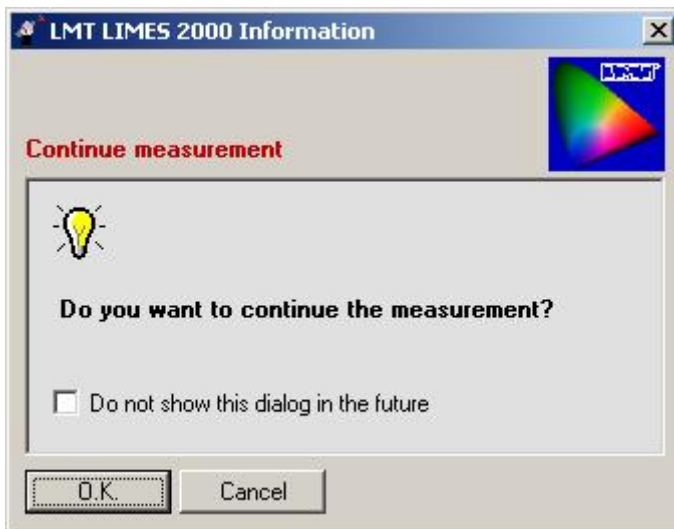 LMT LIMES 2000 Information
Continue measurement
Do you want to continue the measurement?
Do not show this dialog in the future
O.K.
Cancel